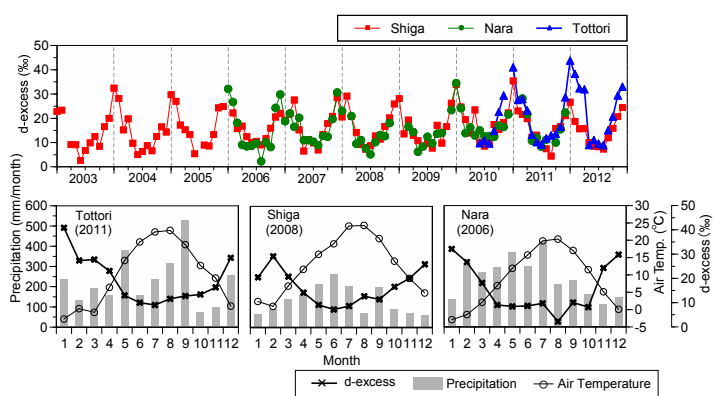 Shiga Nara Tottori
d-excess (‰)
50
40
30
20
10
0
2003 2004 2005 2006 2007 2008 2009 2010 2011 2012
Precipitation (mm/month)
600
500
400
300
200
100
0
Tottori
(2011)
1 2 3 4 5 6 7 8 9 10 11 12
Shiga
(2008)
1 2 3 4 5 6 7 8 9 10 11 12
Nara
(2006)
1 2 3 4 5 6 7 8 9 10 11 12
30
25
20
15
10
5
0
-5
Air Temp. (°C)
50
40
30
20
10
0
d-excess (‰)
Month
d-excess Precipitation Air Temperature